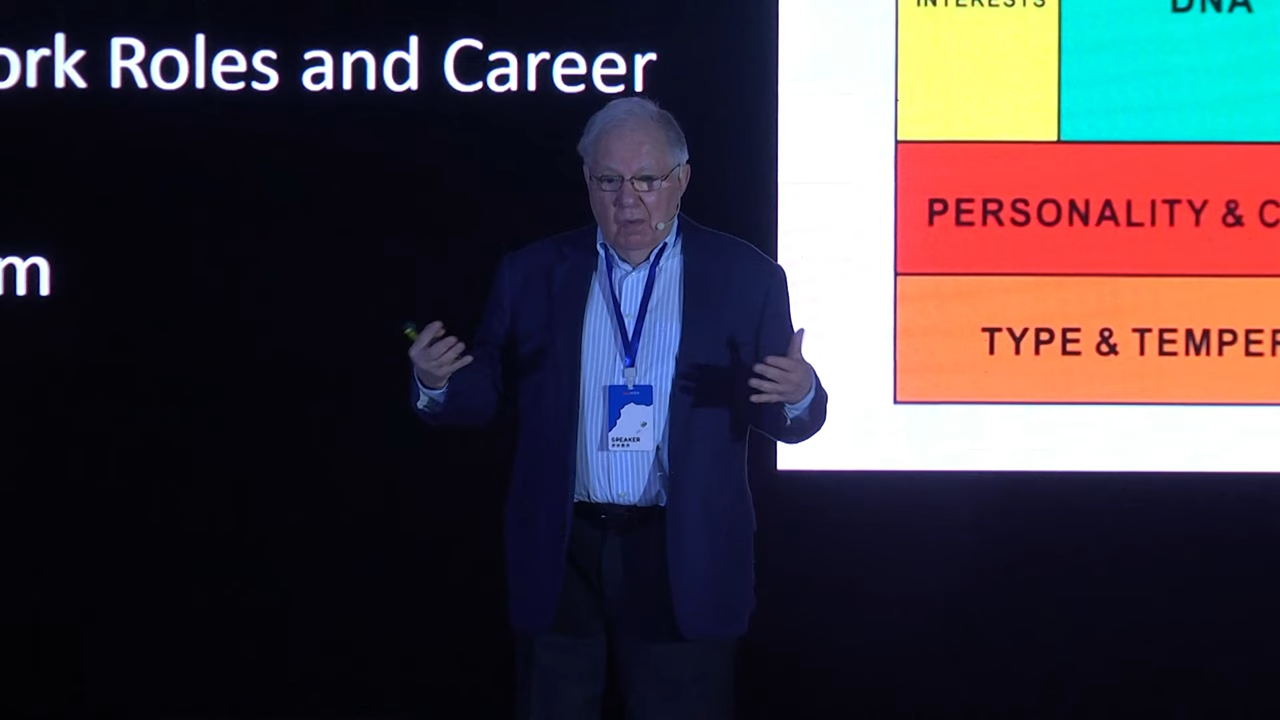 ork Roles and Career
m
INTERESTS
DNA
PERSONALITY & C
TYPE & TEMPER
SPEAKER